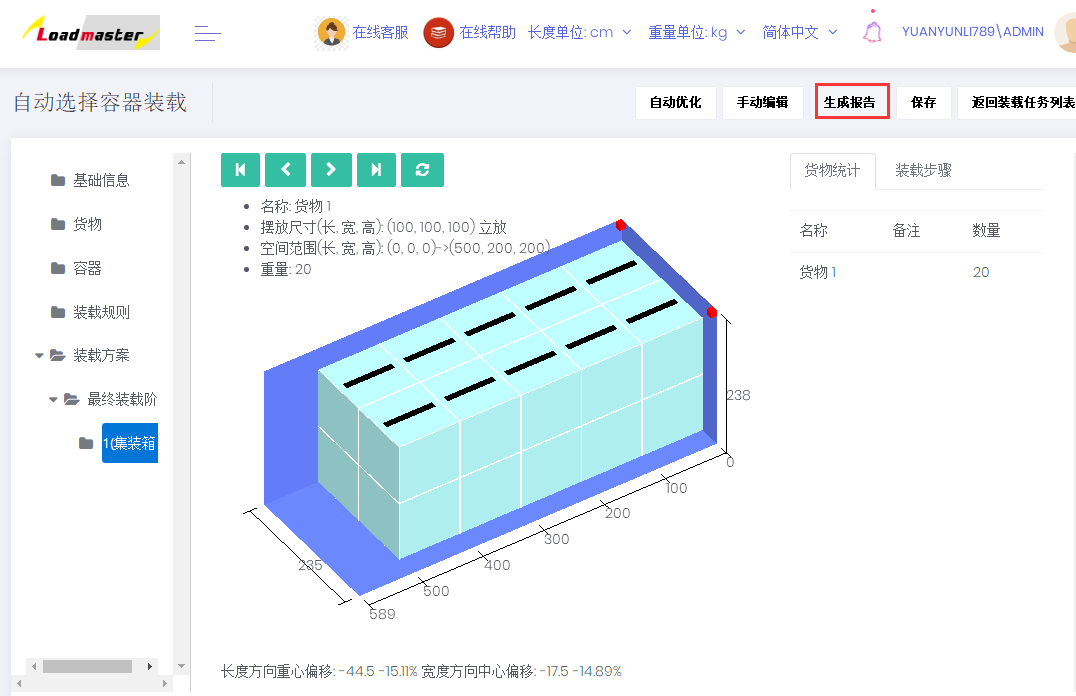 Loadmaster
在线客服
在线帮助
长度单位: cm
重量单位: kg
简体中文
YUANYUNLI789\ADMIN
自动选择容器装载
自动优化
手动编辑
生成报告
保存
返回装载任务列表
基础信息
货物
容器
装载规则
装载方案
最终装载阶
1(集装箱
名称: 货物 1
摆放尺寸(长, 宽, 高): (100, 100, 100) 立放
空间范围(长, 宽, 高): (0, 0, 0)->(500, 200, 200)
重量: 20
238
0
100
200
300
400
500
589
235
长度方向重心偏移: -44.5 -15.11% 宽度方向中心偏移: -17.5 -14.89%
货物统计
装载步骤
名称 备注 数量
货物 1 20